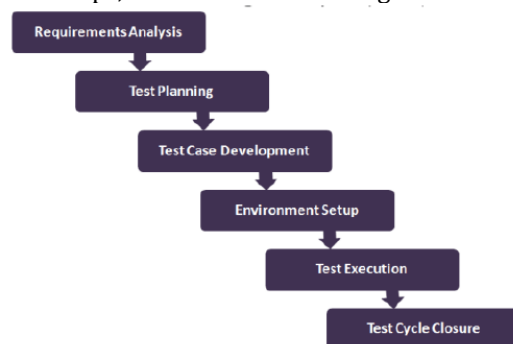 Requirements Analysis
Test Planning
Test Case Development
Environment Setup
Test Execution
Test Cycle Closure